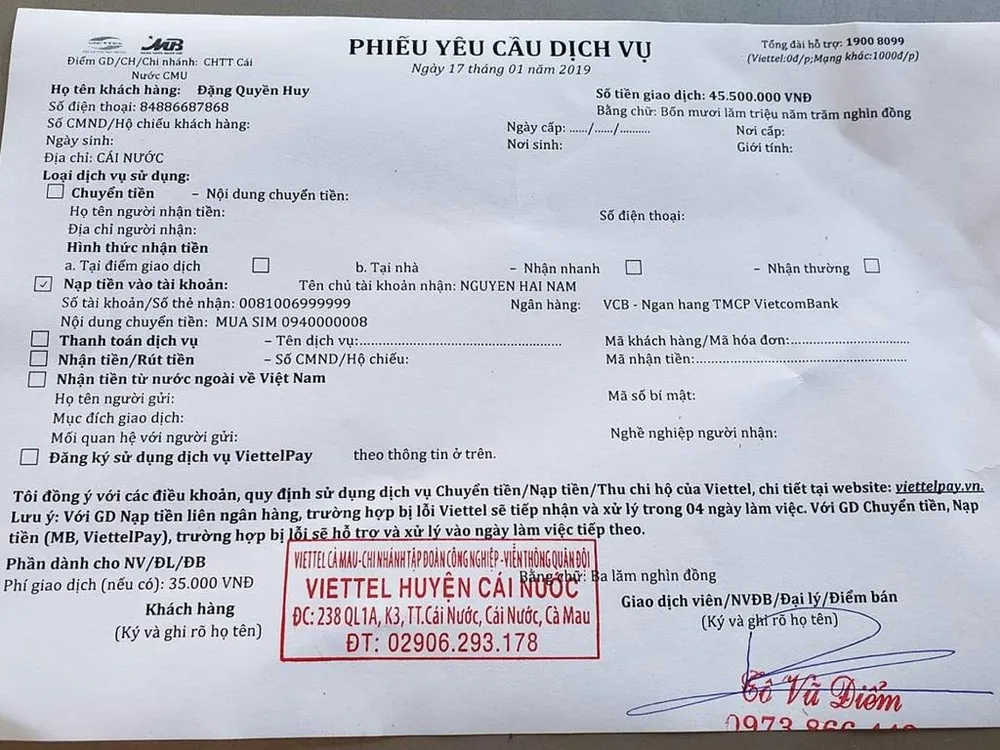 VIETTEL MB
PHIẾU YÊU CẦU DỊCH VỤ
Ngày 17 tháng 01 năm 2019
Tổng đài hỗ trợ: 1900 8099
(Viettel:0đ/p;Mạng khác:1000đ/p)
Điểm GD/CH/Chi nhánh: CHTT Cái
Nước CMU
Họ tên khách hàng: Đặng Quyền Huy
Số tiền giao dịch: 45.500.000 VNĐ
Số điện thoại: 84886687868
Bằng chữ: Bốn mươi lăm triệu năm trăm nghìn đồng
Số CMND/Hộ chiếu khách hàng:
Ngày cấp: ....../....../..........
Nơi cấp:
Ngày sinh:
Nơi sinh:
Giới tính:
Địa chỉ: CÁI NƯỚC
Loại dịch vụ sử dụng:
Chuyển tiền – Nội dung chuyển tiền:
Họ tên người nhận tiền:
Số điện thoại:
Địa chỉ người nhận:
Hình thức nhận tiền
a. Tại điểm giao dịch b. Tại nhà – Nhận nhanh – Nhận thường
Nạp tiền vào tài khoản: Tên chủ tài khoản nhận: NGUYEN HAI NAM
Số tài khoản/Số thẻ nhận: 0081006999999 Ngân hàng: VCB - Ngan hang TMCP VietcomBank
Nội dung chuyển tiền: MUA SIM 0940000008
Thanh toán dịch vụ – Tên dịch vụ:............................................ Mã khách hàng/Mã hóa đơn:..............................
Nhận tiền/Rút tiền – Số CMND/Hộ chiếu: Mã nhận tiền:.....................................................
Nhận tiền từ nước ngoài về Việt Nam
Họ tên người gửi: Mã số bí mật:
Mục đích giao dịch:
Mối quan hệ với người gửi: Nghề nghiệp người nhận:
Đăng ký sử dụng dịch vụ ViettelPay theo thông tin ở trên.
Tôi đồng ý với các điều khoản, quy định sử dụng dịch vụ Chuyển tiền/Nạp tiền/Thu chi hộ của Viettel, chi tiết tại website: viettelpay.vn.
Lưu ý: Với GD Nạp tiền liên ngân hàng, trường hợp bị lỗi Viettel sẽ tiếp nhận và xử lý trong 04 ngày làm việc. Với GD Chuyển tiền, Nạp
tiền (MB, ViettelPay), trường hợp bị lỗi sẽ hỗ trợ và xử lý vào ngày làm việc tiếp theo.
Phần dành cho NV/ĐL/ĐB
Phí giao dịch (nếu có): 35.000 VNĐ
Bằng chữ: Ba lăm nghìn đồng
VIETTEL CÀ MAU-CHI NHÁNH TẬP ĐOÀN CÔNG NGHIỆP -VIỄN THÔNG QUÂN ĐỘI
VIETTEL HUYỆN CÁI NƯỚC
ĐC: 238 QL1A, K3, TT.Cái Nước, Cái Nước, Cà Mau
ĐT: 02906.293.178
Khách hàng
(Ký và ghi rõ họ tên)
Giao dịch viên/NVĐB/Đại lý/Điểm bán
(Ký và ghi rõ họ tên)
Tô Vũ Điểm
0973.866